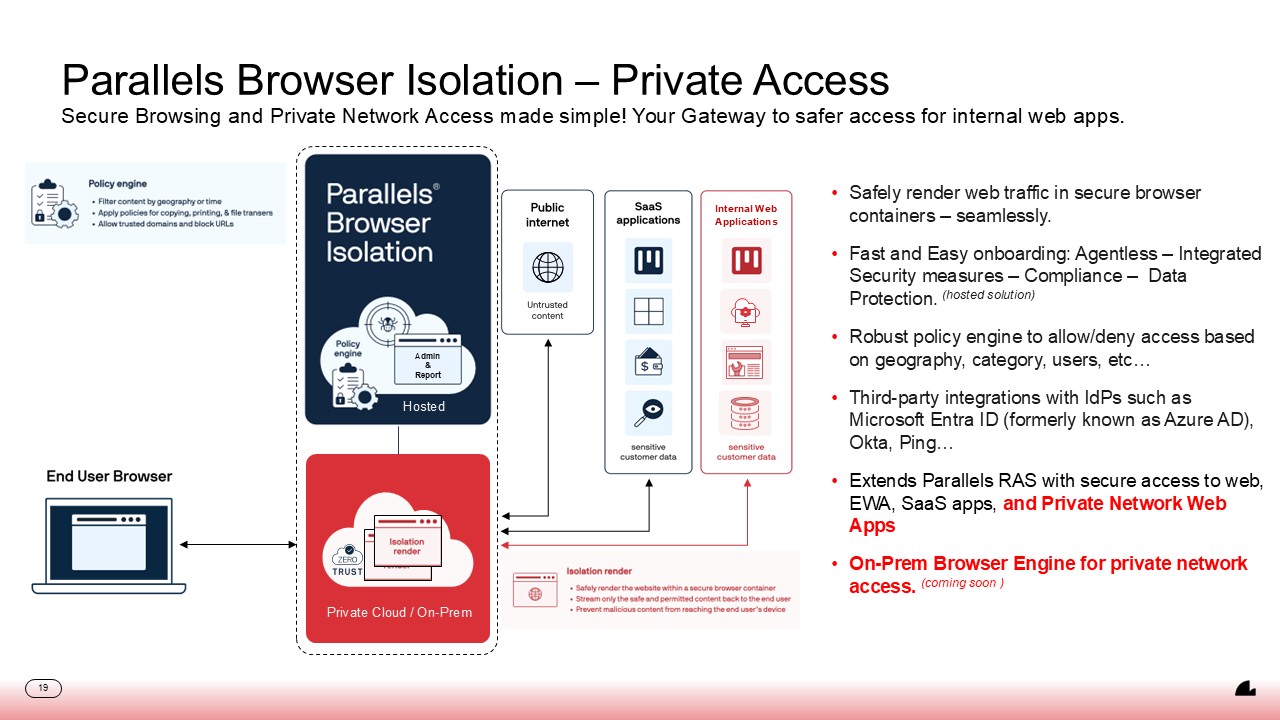 Parallels Browser Isolation – Private Access
Secure Browsing and Private Network Access made simple! Your Gateway to safer access for internal web apps.
Policy engine
• Filter content by geography or time
• Apply policies for copying, printing, & file transers
• Allow trusted domains and block URLs
Parallels®
Browser
Isolation
Policy
engine
Admin
&
Report
Hosted
Public
internet
Untrusted
content
SaaS
applications
$
sensitive
customer data
Internal Web
Applications
sensitive
customer data
End User Browser
Isolation
render
ZERO
TRUST
Private Cloud / On-Prem
Isolation render
• Safely render the website within a secure browser container
• Stream only the safe and permitted content back to the end user
• Prevent malicious content from reaching the end user's device
• Safely render web traffic in secure browser
containers – seamlessly.
• Fast and Easy onboarding: Agentless – Integrated
Security measures – Compliance – Data
Protection. (hosted solution)
• Robust policy engine to allow/deny access based
on geography, category, users, etc…
• Third-party integrations with IdPs such as
Microsoft Entra ID (formerly known as Azure AD),
Okta, Ping…
• Extends Parallels RAS with secure access to web,
EWA, SaaS apps, and Private Network Web
Apps
• On-Prem Browser Engine for private network
access. (coming soon )
19